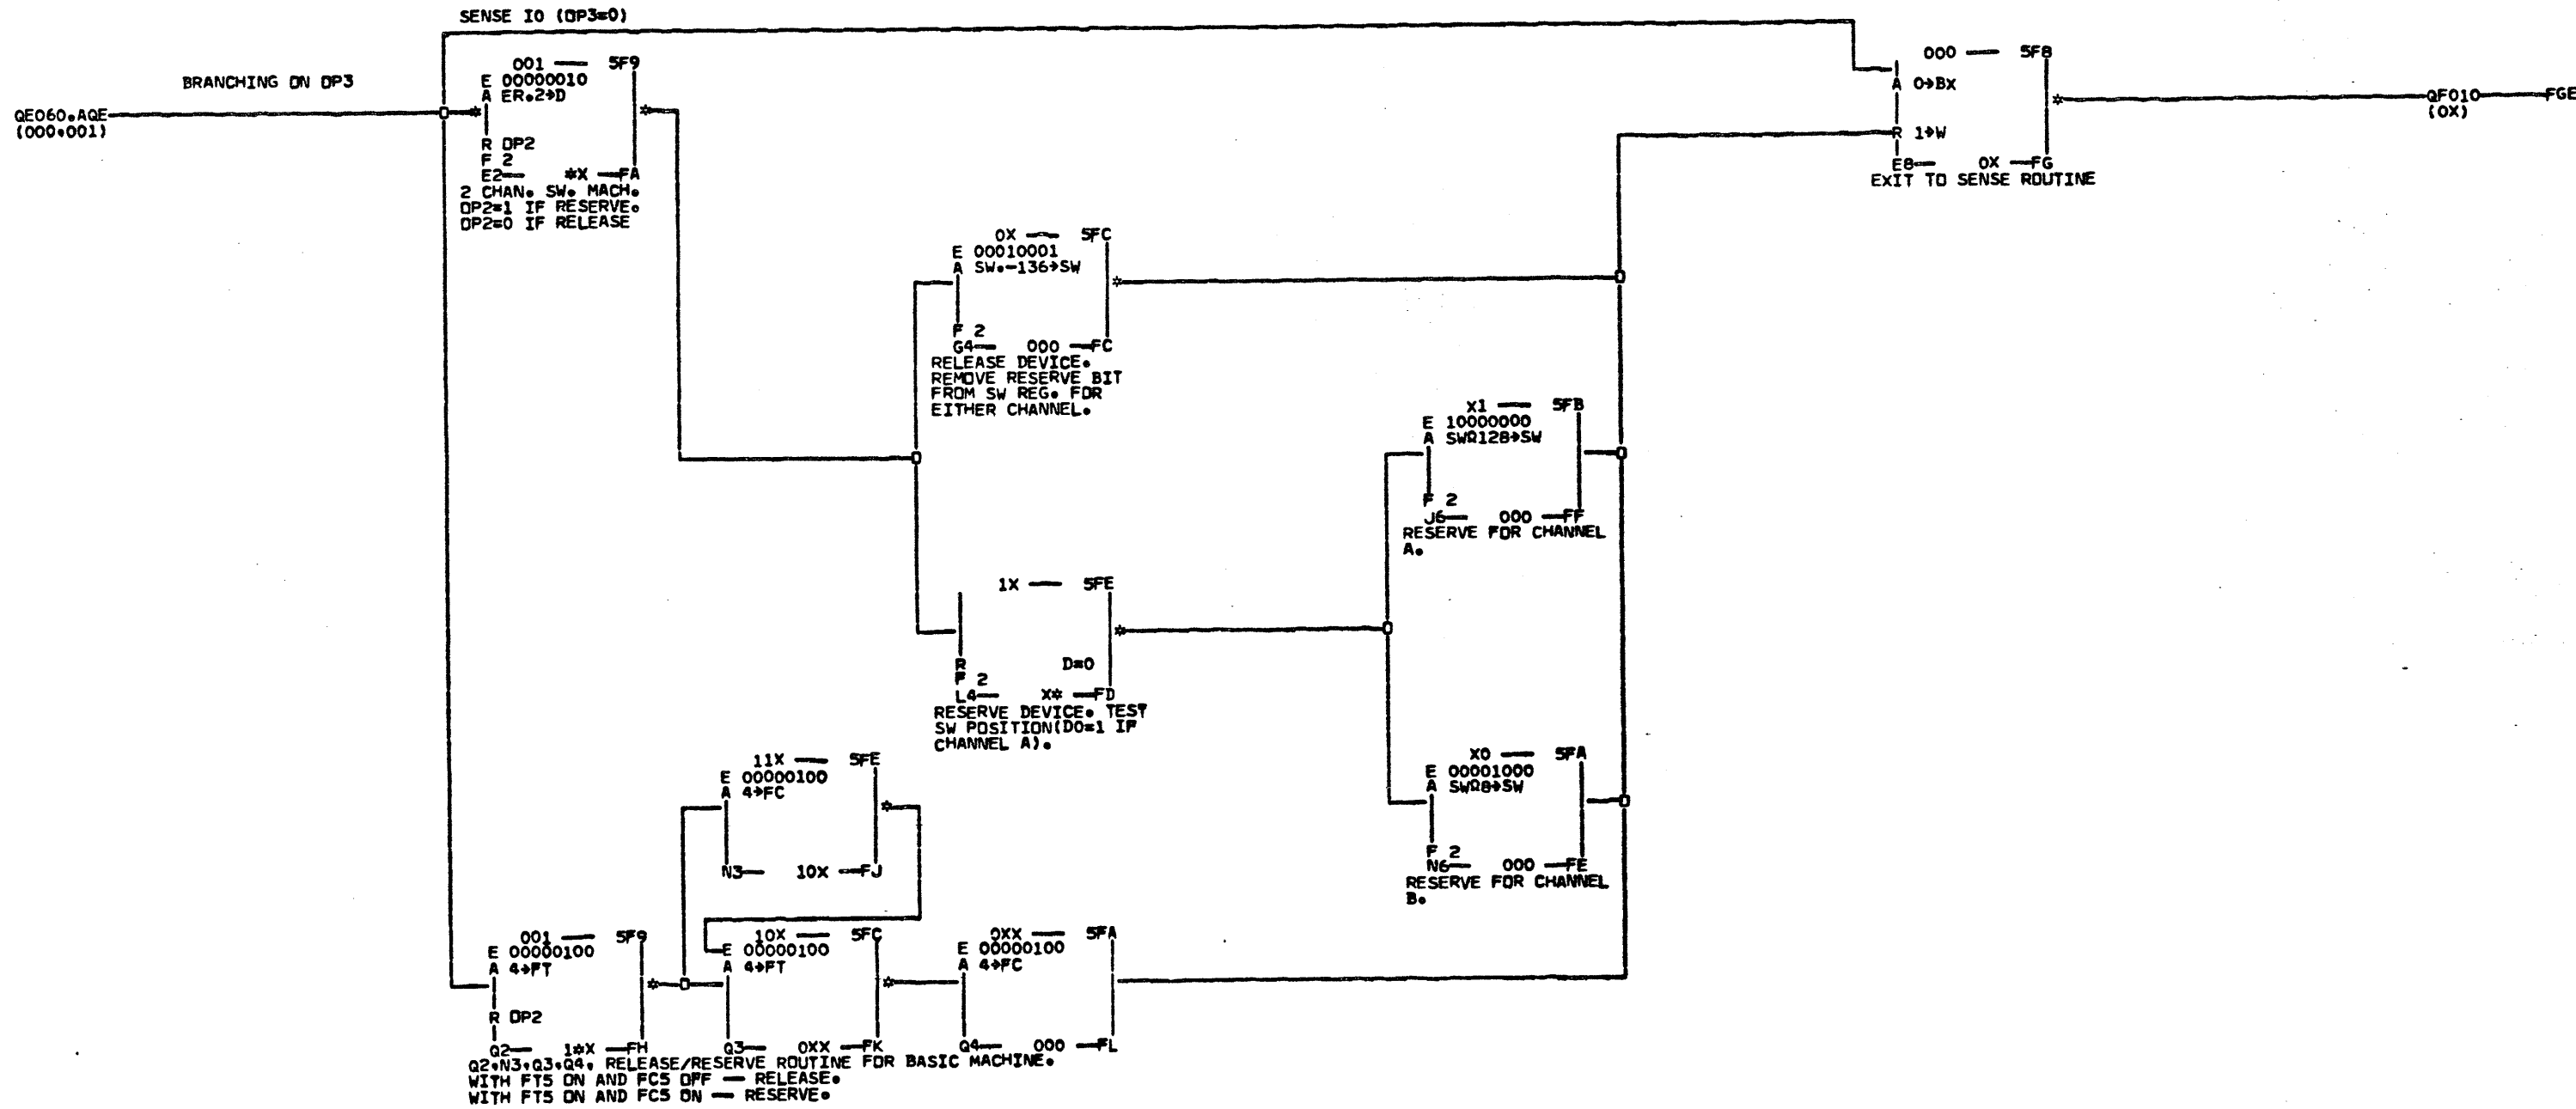 SENSE IO (OP3=0)
BRANCHING ON OP3
QE060.AQE
(000,001)
001 — 5F9
E 00000010
A ER.2→D
R OP2
F 2
E2— *X —FA
2 CHAN. SW. MACH.
OP2=1 IF RESERVE.
OP2=0 IF RELEASE
000 — 5F8
A 0→BX
R 1→W
E8— 0X —FG
EXIT TO SENSE ROUTINE
QF010
(0X)
FGE
0X — 5FC
E 00010001
A SW.-136→SW
F 2
G4— 000 —FC
RELEASE DEVICE.
REMOVE RESERVE BIT
FROM SW REG. FOR
EITHER CHANNEL.
X1 — 5FB
E 10000000
A SWΩ128→SW
F 2
J6— 000 —FF
RESERVE FOR CHANNEL
A.
1X — 5FE
R D=0
F 2
L4— X* —FD
RESERVE DEVICE. TEST
SW POSITION(D0=1 IF
CHANNEL A).
X0 — 5FA
E 00001000
A SWΩ8→SW
F 2
N6— 000 —FE
RESERVE FOR CHANNEL
B.
11X — 5FE
E 00000100
A 4→FC
N3— 10X —FJ
001 — 5F9
E 00000100
A 4→FT
R OP2
Q2— 1*X —FH
10X — 5FC
E 00000100
A 4→FT
Q3— 0XX —FK
0XX — 5FA
E 00000100
A 4→FC
Q4— 000 —FL
Q2,N3,Q3,Q4, RELEASE/RESERVE ROUTINE FOR BASIC MACHINE.
WITH FT5 ON AND FC5 OFF — RELEASE.
WITH FT5 ON AND FC5 ON — RESERVE.